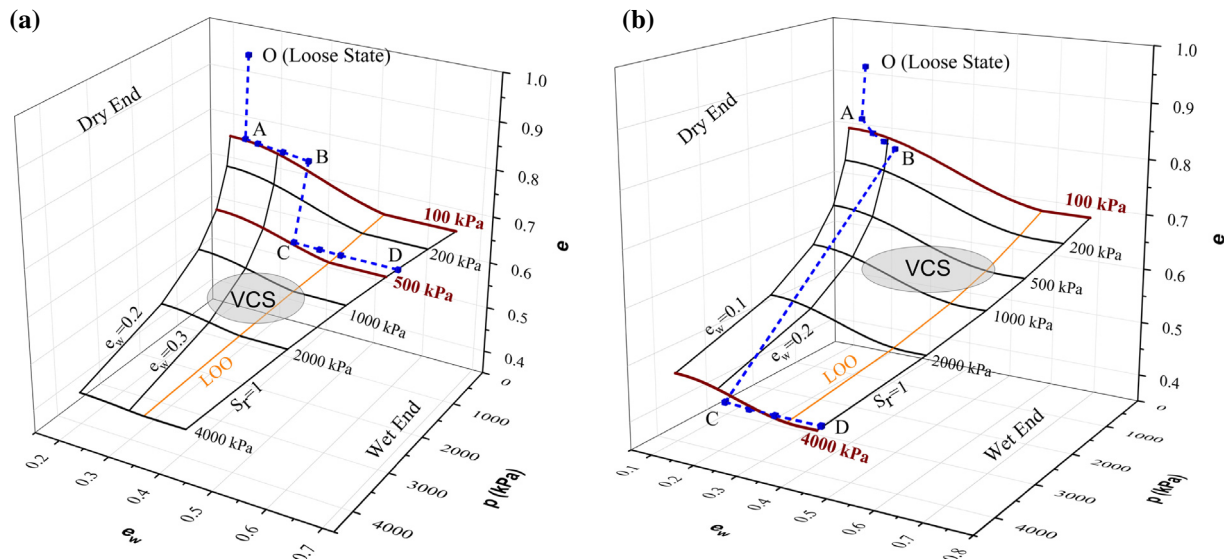 (a)
O (Loose State)
Dry End
A
B
100 kPa
200 kPa
C
D
500 kPa
VCS
1000 kPa
e_w=0.2
e_w=0.3
2000 kPa
LOO
S_r=1
4000 kPa
Wet End
1.0
0.9
0.8
0.7
0.6
0.5
0.4
e
0
1000
2000
3000
4000
p (kPa)
0.2
0.3
0.4
0.5
0.6
0.7
e_w
(b)
O (Loose State)
Dry End
A
B
100 kPa
200 kPa
VCS
500 kPa
1000 kPa
e_w=0.1
e_w=0.2
2000 kPa
LOO
S_r=1
C
D
4000 kPa
Wet End
1.0
0.9
0.8
0.7
0.6
0.5
0.4
e
0
1000
2000
3000
4000
p (kPa)
0.1
0.2
0.3
0.4
0.5
0.6
0.7
0.8
e_w